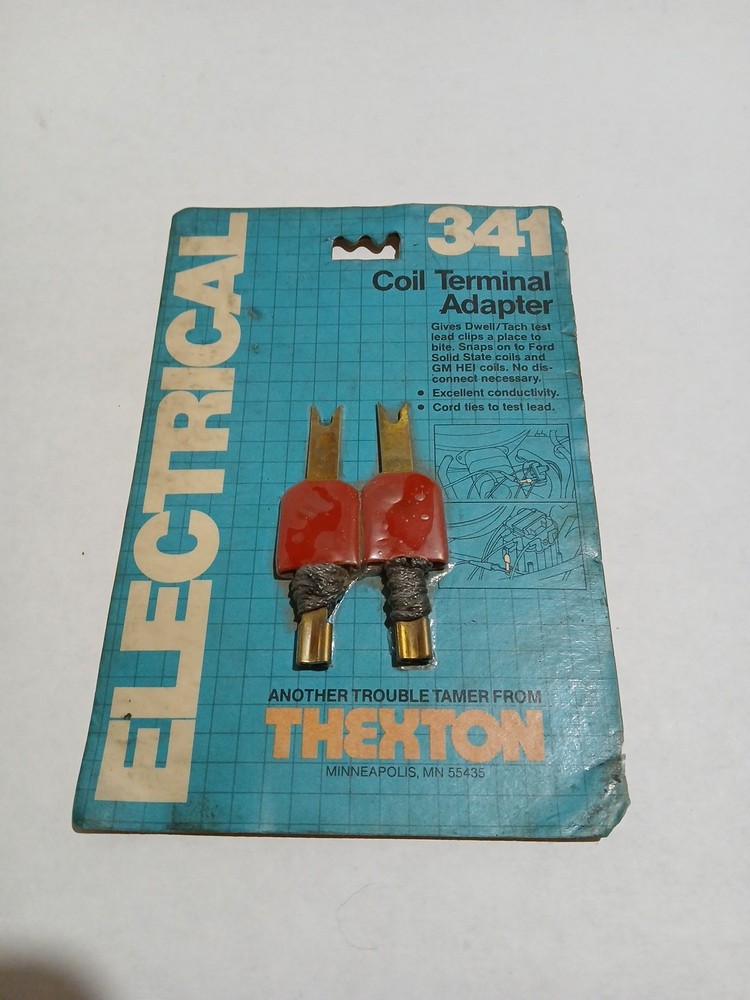 ELECTRICAL
341
Coil Terminal
Adapter
Gives Dwell/Tach test
lead clips a place to
bite. Snaps on to Ford
Solid State coils and
GM HEI coils. No dis-
connect necessary.
• Excellent conductivity.
• Cord ties to test lead.
ANOTHER TROUBLE TAMER FROM
THEXTON
MINNEAPOLIS, MN 55435